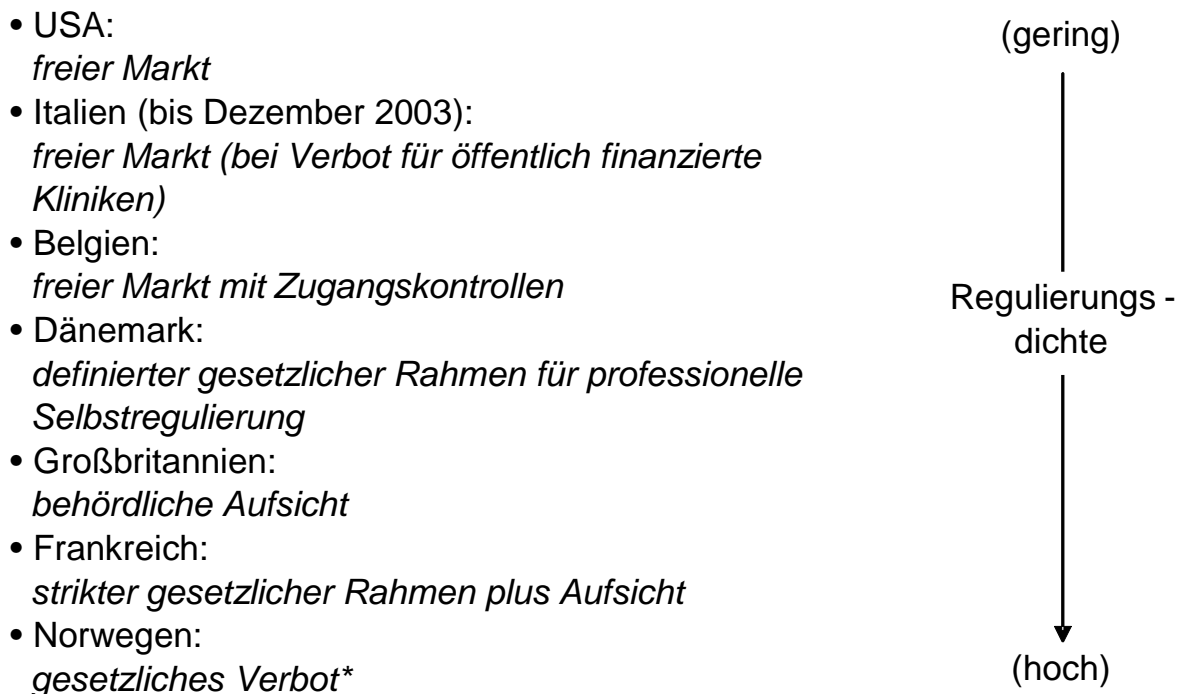 • USA:
freier Markt
• Italien (bis Dezember 2003):
freier Markt (bei Verbot für öffentlich finanzierte
Kliniken)
• Belgien:
freier Markt mit Zugangskontrollen
• Dänemark:
definierter gesetzlicher Rahmen für professionelle
Selbstregulierung
• Großbritannien:
behördliche Aufsicht
• Frankreich:
strikter gesetzlicher Rahmen plus Aufsicht
• Norwegen:
gesetzliches Verbot*
(gering)
Regulierungs -
dichte
(hoch)